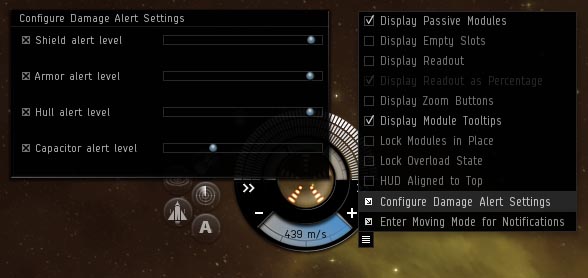 Configure Damage Alert Settings
Shield alert level
Armor alert level
Hull alert level
Capacitor alert level
Display Passive Modules
Display Empty Slots
Display Readout
Display Readout as Percentage
Display Zoom Buttons
Display Module Tooltips
Lock Modules in Place
Lock Overload State
HUD Aligned to Top
Configure Damage Alert Settings
Enter Moving Mode for Notifications
A
439 m/s